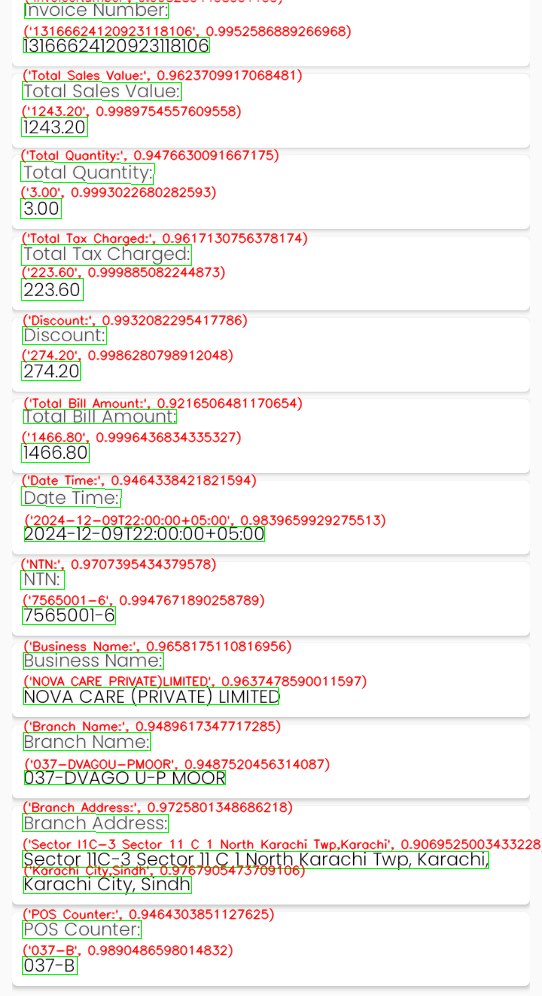 Invoice Number:
('13166624120923118106', 0.9952586889266968)
13166624120923118106
('Total Sales Value:', 0.9623709917068481)
Total Sales Value:
('1243.20', 0.9989754557609558)
1243.20
('Total Quantity:', 0.9476630091667175)
Total Quantity:
('3.00', 0.9993022680282593)
3.00
('Total Tax Charged:', 0.9617130756378174)
Total Tax Charged:
('223.60', 0.999885082244873)
223.60
('Discount:', 0.9932082295417786)
Discount:
('274.20', 0.9986280798912048)
274.20
('Total Bill Amount:', 0.9216506481170654)
Total Bill Amount:
('1466.80', 0.9996436834335327)
1466.80
('Date Time:', 0.9464338421821594)
Date Time:
('2024-12-09T22:00:00+05:00', 0.9839659929275513)
2024-12-09T22:00:00+05:00
('NTN:', 0.9707395434379578)
NTN:
('7565001-6', 0.9947671890258789)
7565001-6
('Business Name:', 0.9658175110816956)
Business Name:
('NOVA CARE PRIVATE)LIMITED', 0.9637478590011597)
NOVA CARE (PRIVATE) LIMITED
('Branch Name:', 0.9489617347717285)
Branch Name:
('037-DVAGOU-PMOOR', 0.9487520456314087)
037-DVAGO U-P MOOR
('Branch Address:', 0.9725801348686218)
Branch Address:
('Sector I1C-3 Sector 11 C 1 North Karachi Twp,Karachi', 0.9069525003433228
Sector 11C-3 Sector 11 C 1 North Karachi Twp, Karachi,
('Karachi City,Sindh', 0.9767905473709106)
Karachi City, Sindh
('POS Counter:', 0.9464303851127625)
POS Counter:
('037-B', 0.9890486598014832)
037-B